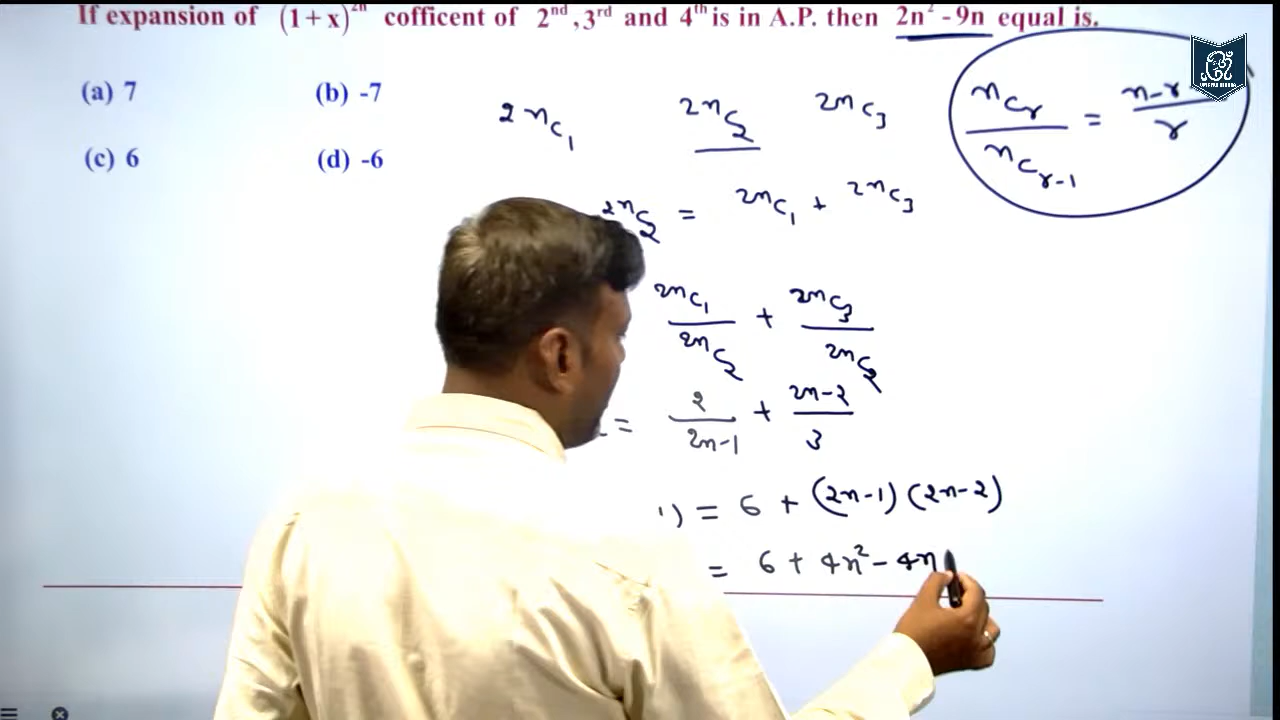 If expansion of (1+x)²ⁿ cofficent of 2ⁿᵈ,3ʳᵈ and 4ᵗʰ is in A.P. then 2n² - 9n equal is.
(a) 7 (b) -7
(c) 6 (d) -6
2nC₁ 2nC₂ 2nC₃
nCr / nCr-1 = n-r / r
2nC₂ = 2nC₁ + 2nC₃
2nC₁ / 2nC₂ + 2nC₃ / 2nC₂
= 2 / 2n-1 + 2n-2 / 3
1) = 6 + (2n-1) (2n-2)
= 6 + 4n² - 4n